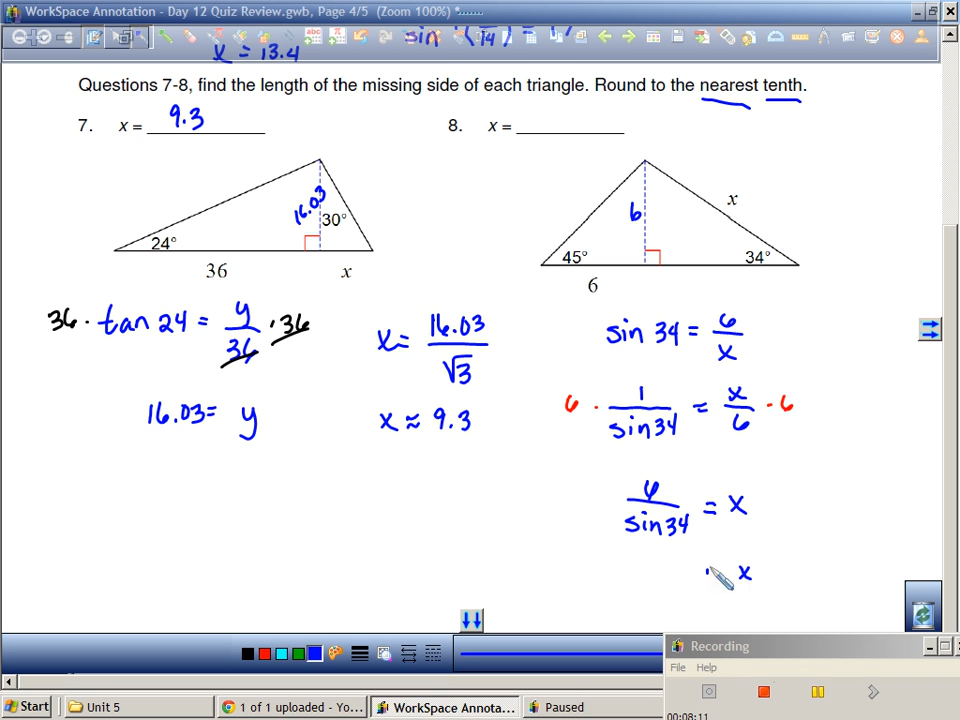 WorkSpace Annotation - Day 12 Quiz Review.gwb, Page 4/5 (Zoom 100%) *
x = 13.4
sin
Questions 7-8, find the length of the missing side of each triangle. Round to the nearest tenth.
7. x = 9.3
8. x =
16.03
30°
24°
36
x
6
x
45°
34°
6
36 · tan 24 = y/36 · 36
16.03 = y
x = 16.03/√3
x ≈ 9.3
sin 34 = 6/x
6 · 1/sin34 = x/6 · 6
6/sin34 = x
x
Recording
File Help
00:08:11
Start
Unit 5
1 of 1 uploaded - Yo...
WorkSpace Annota...
Paused